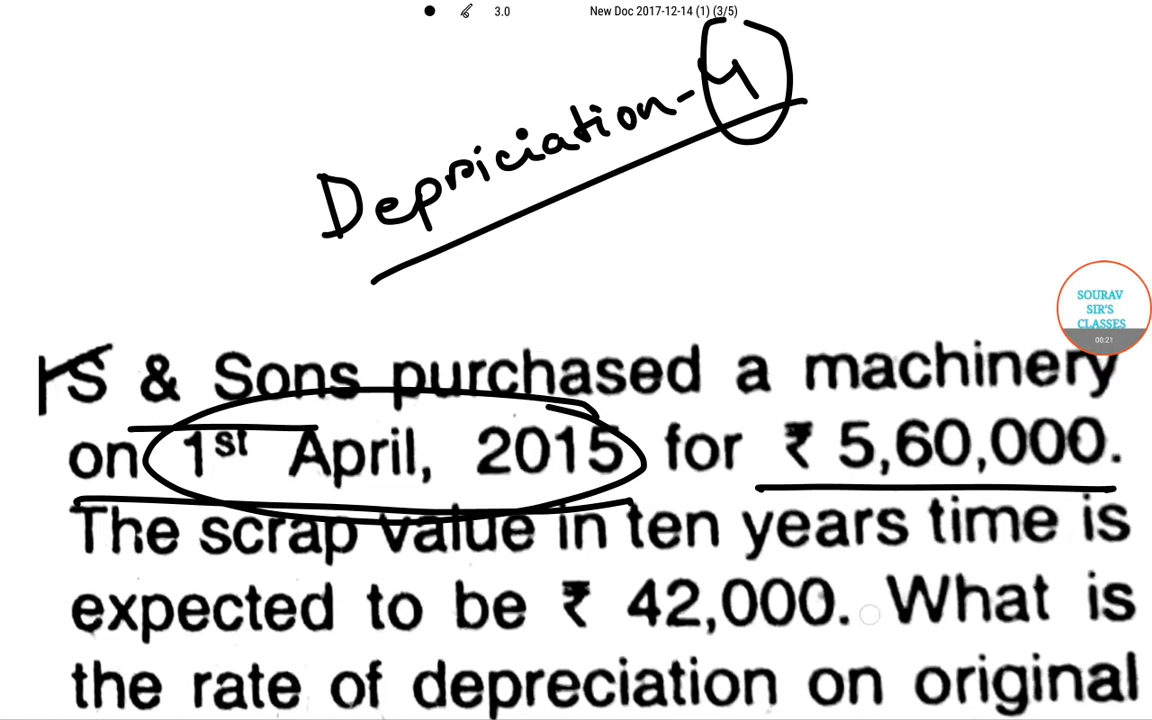 3.0 New Doc 2017-12-14 (1) (3/5)
Depriciation-4
SOURAV
SIR'S
CLASSES
00:21
S & Sons purchased a machinery
on 1st April, 2015 for ₹ 5,60,000.
The scrap value in ten years time is
expected to be ₹ 42,000. What is
the rate of depreciation on original